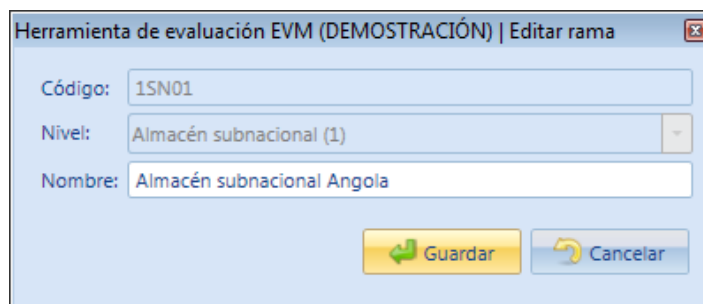 Herramienta de evaluación EVM (DEMOSTRACIÓN) | Editar rama
Código: 1SN01
Nivel: Almacén subnacional (1)
Nombre: Almacén subnacional Angola
Guardar Cancelar